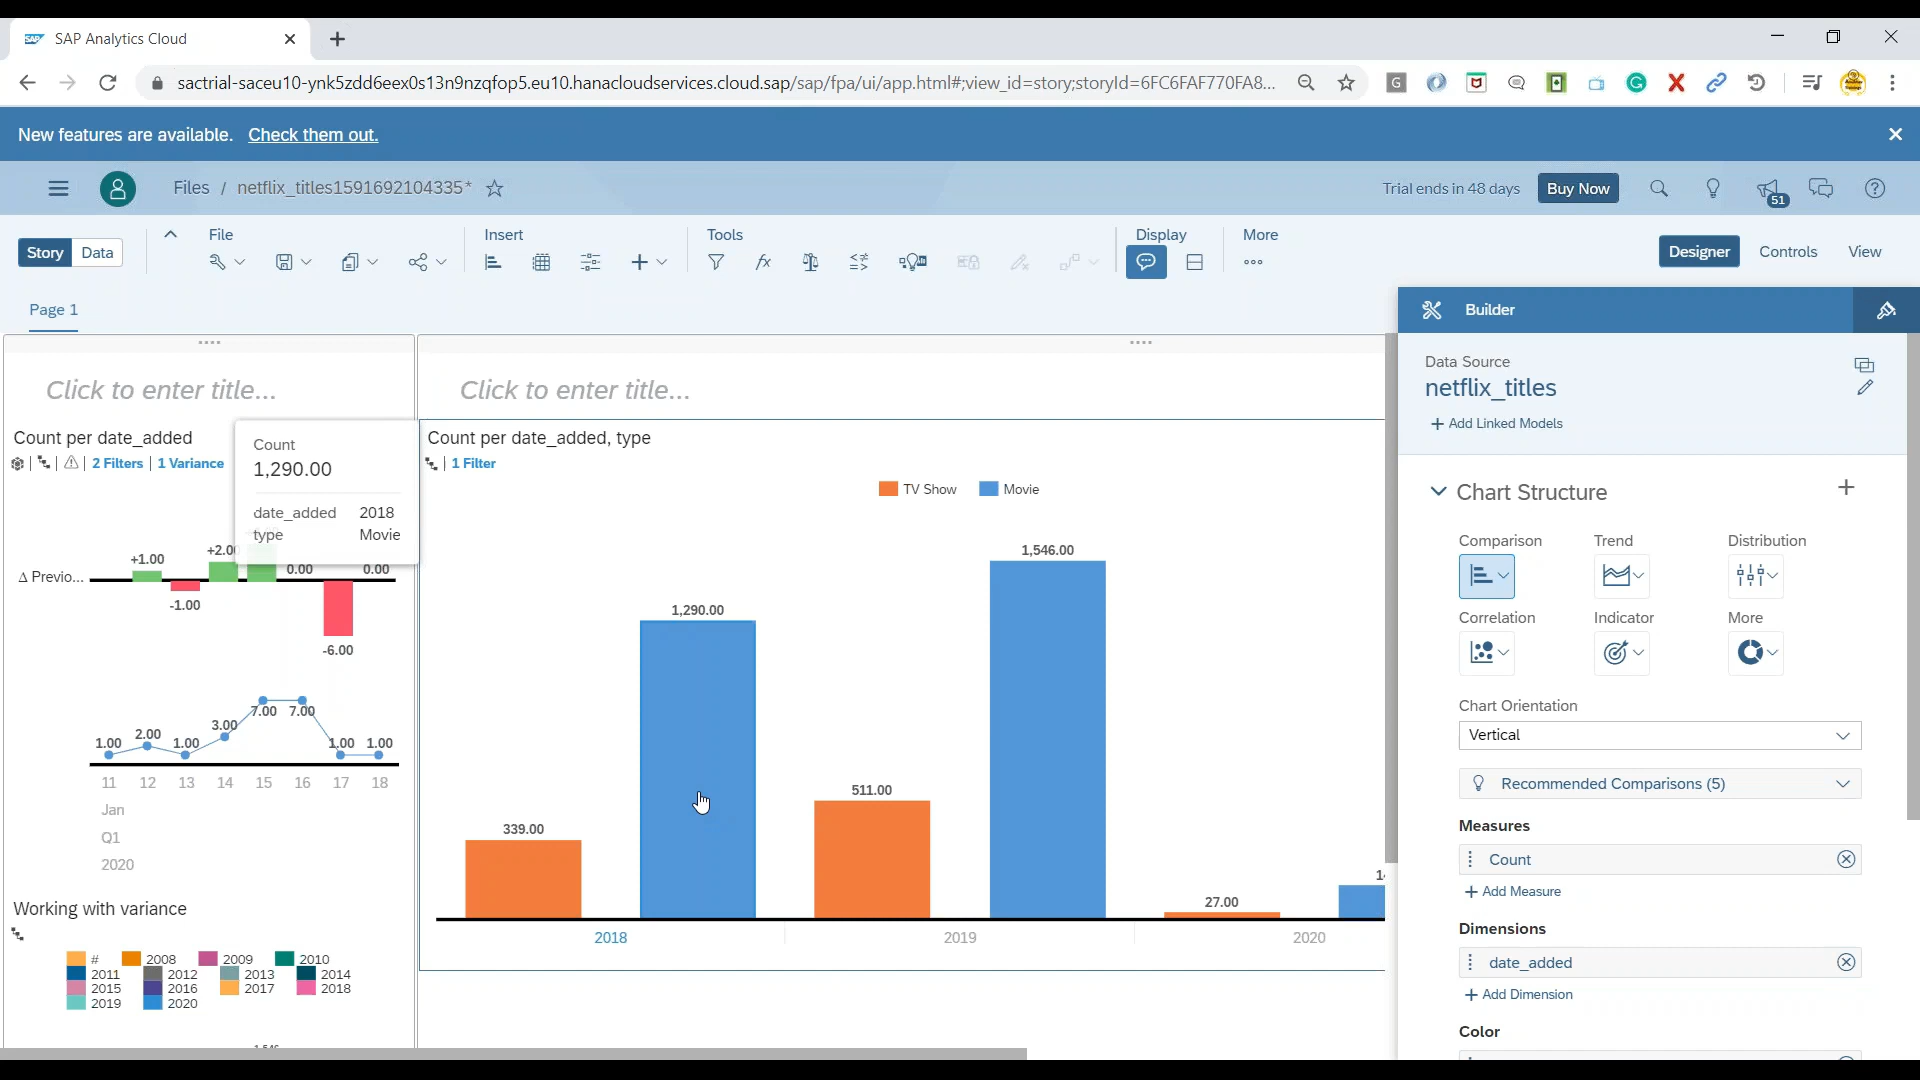 SAP Analytics Cloud
sactrial-saceu10-ynk5zdd6eex0s13n9nzqfop5.eu10.hanacloudservices.cloud.sap/sap/fpa/ui/app.html#;view_id=story;storyId=6FC6FAF770FA8...
New features are available. Check them out.
Files / netflix_titles1591692104335*
Trial ends in 48 days
Buy Now
51
Story
Data
File
Insert
Tools
Display
More
Designer
Controls
View
Page 1
Builder
Click to enter title...
Click to enter title...
Data Source
netflix_titles
+ Add Linked Models
Count per date_added
2 Filters | 1 Variance
Count
1,290.00
date_added 2018
type Movie
Count per date_added, type
1 Filter
TV Show
Movie
Δ Previo...
+1.00
-1.00
+2.00
0.00
-6.00
0.00
1.00
2.00
1.00
3.00
7.00
7.00
1.00
1.00
11 12 13 14 15 16 17 18
Jan
Q1
2020
Working with variance
# 2008 2009 2010
2011 2012 2013 2014
2015 2016 2017 2018
2019 2020
339.00
1,290.00
511.00
1,546.00
27.00
2018
2019
2020
Chart Structure
Comparison
Trend
Distribution
Correlation
Indicator
More
Chart Orientation
Vertical
Recommended Comparisons (5)
Measures
Count
+ Add Measure
Dimensions
date_added
+ Add Dimension
Color